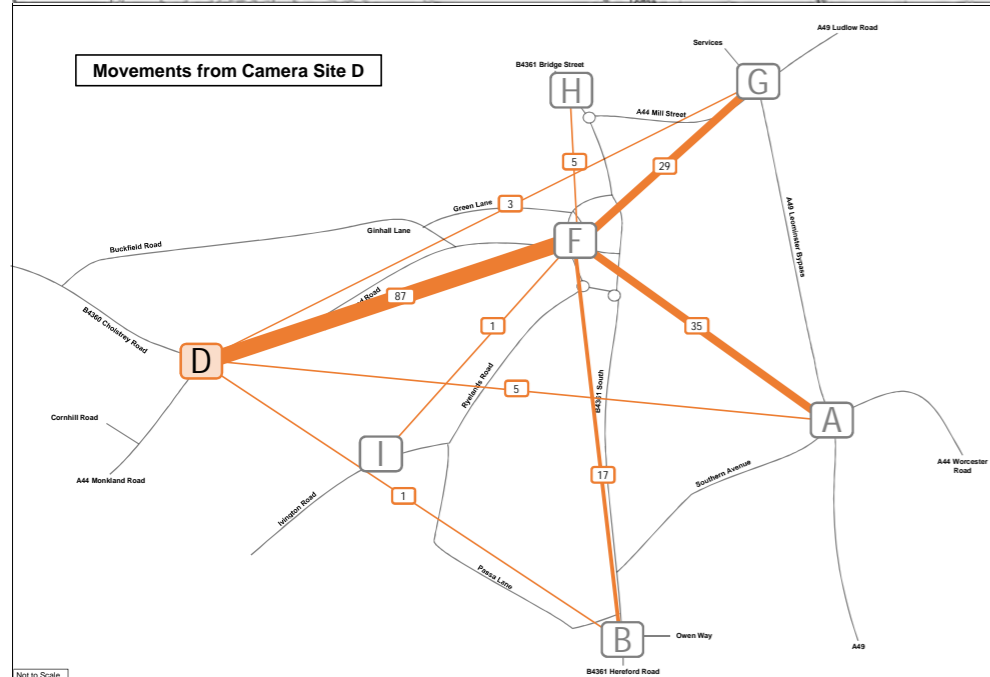 A49 Ludlow Road
Services
Movements from Camera Site D
B4361 Bridge Street
G
H
A44 Mill Street
5
29
3
Green Lane
Ginhall Lane
A49 Leominster Bypass
Buckfield Road
F
87
Road
B4360 Cholstrey Road
1
35
D
Ryelands Road
5
B4361 South
A
Cornhill Road
I
A44 Worcester
Road
A44 Monkland Road
17
Southern Avenue
1
Ivington Road
Passa Lane
B
Owen Way
A49
B4361 Hereford Road
Not to Scale